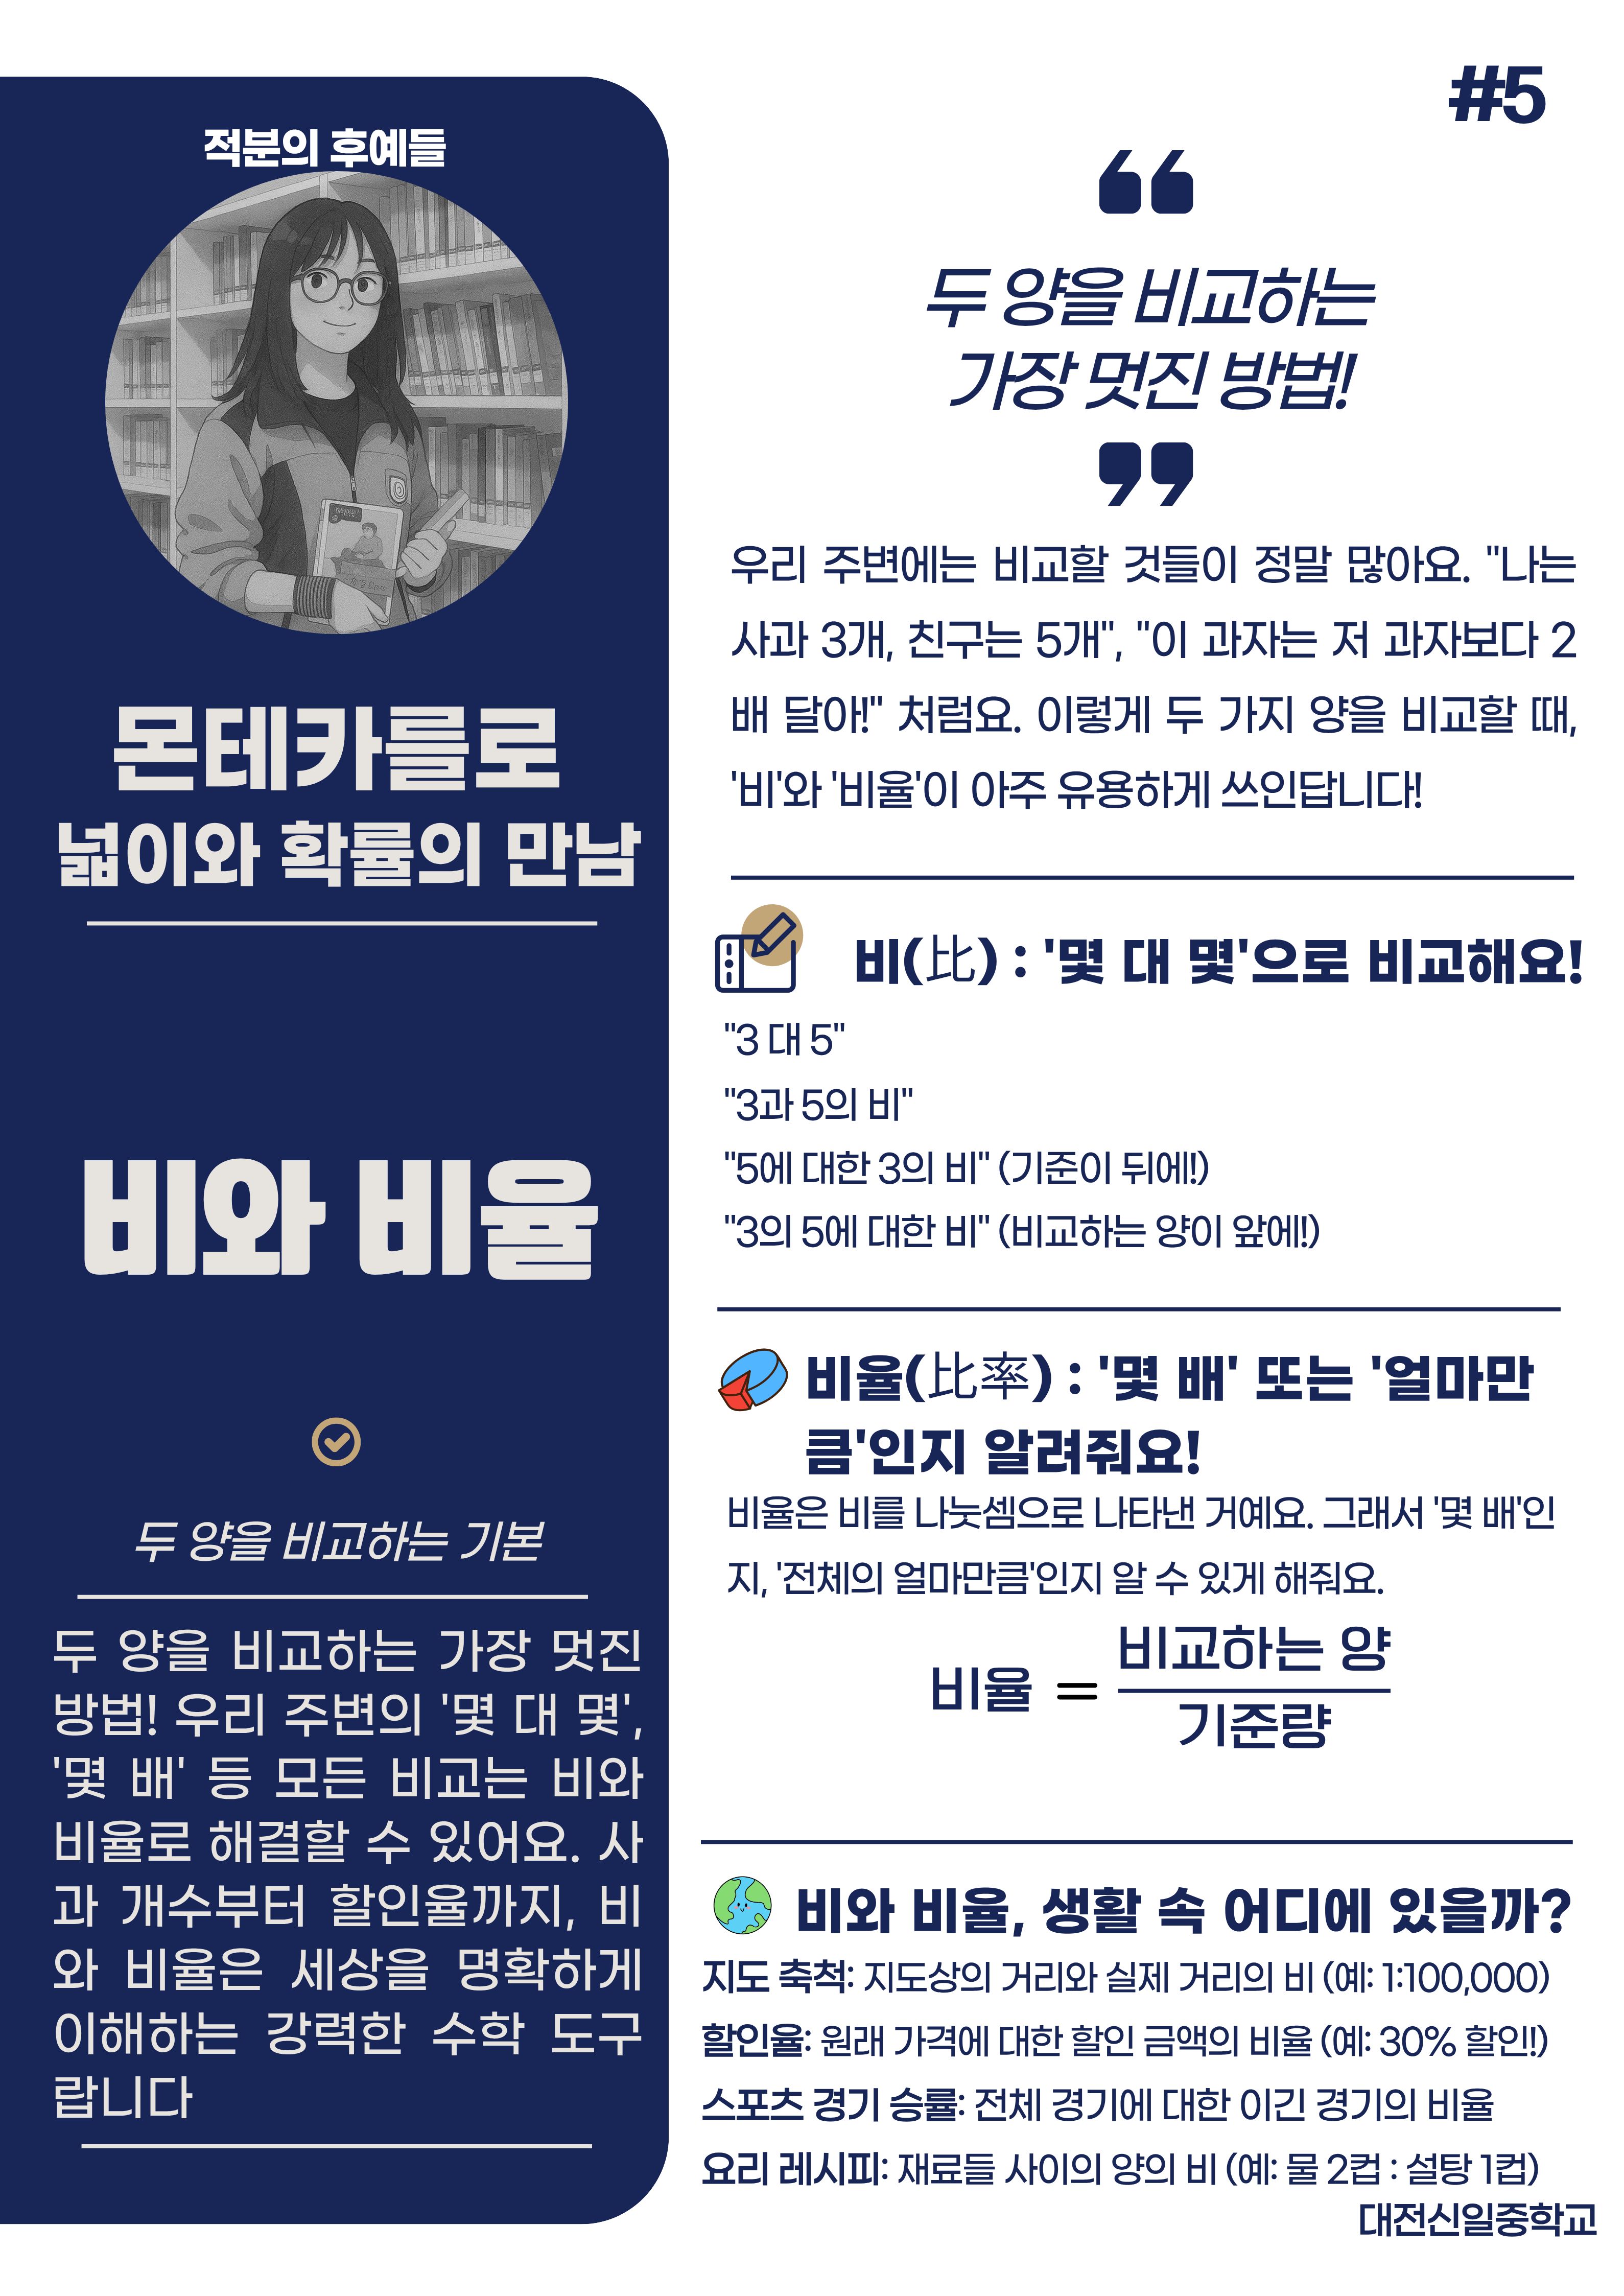 #5
적분의 후예들
몬테카를로
넓이와 확률의 만남
비와 비율
두 양을 비교하는 기본
두 양을 비교하는 가장 멋진
방법! 우리 주변의 '몇 대 몇',
'몇 배' 등 모든 비교는 비와
비율로 해결할 수 있어요. 사
과 개수부터 할인율까지, 비
와 비율은 세상을 명확하게
이해하는 강력한 수학 도구
랍니다
두 양을 비교하는
가장 멋진 방법!
우리 주변에는 비교할 것들이 정말 많아요. "나는
사과 3개, 친구는 5개", "이 과자는 저 과자보다 2
배 달아!" 처럼요. 이렇게 두 가지 양을 비교할 때,
'비'와 '비율'이 아주 유용하게 쓰인답니다!
비(比) : '몇 대 몇'으로 비교해요!
"3 대 5"
"3과 5의 비"
"5에 대한 3의 비" (기준이 뒤에!)
"3의 5에 대한 비" (비교하는 양이 앞에!)
비율(比率) : '몇 배' 또는 '얼마만
큼'인지 알려줘요!
비율은 비를 나눗셈으로 나타낸 거예요. 그래서 '몇 배'인
지, '전체의 얼마만큼'인지 알 수 있게 해줘요.
비교하는 양
비율 =
기준량
비와 비율, 생활 속 어디에 있을까?
지도 축척: 지도상의 거리와 실제 거리의 비 (예: 1:100,000)
할인율: 원래 가격에 대한 할인 금액의 비율 (예: 30% 할인!)
스포츠 경기 승률: 전체 경기에 대한 이긴 경기의 비율
요리 레시피: 재료들 사이의 양의 비 (예: 물 2컵 : 설탕 1컵)
대전신일중학교